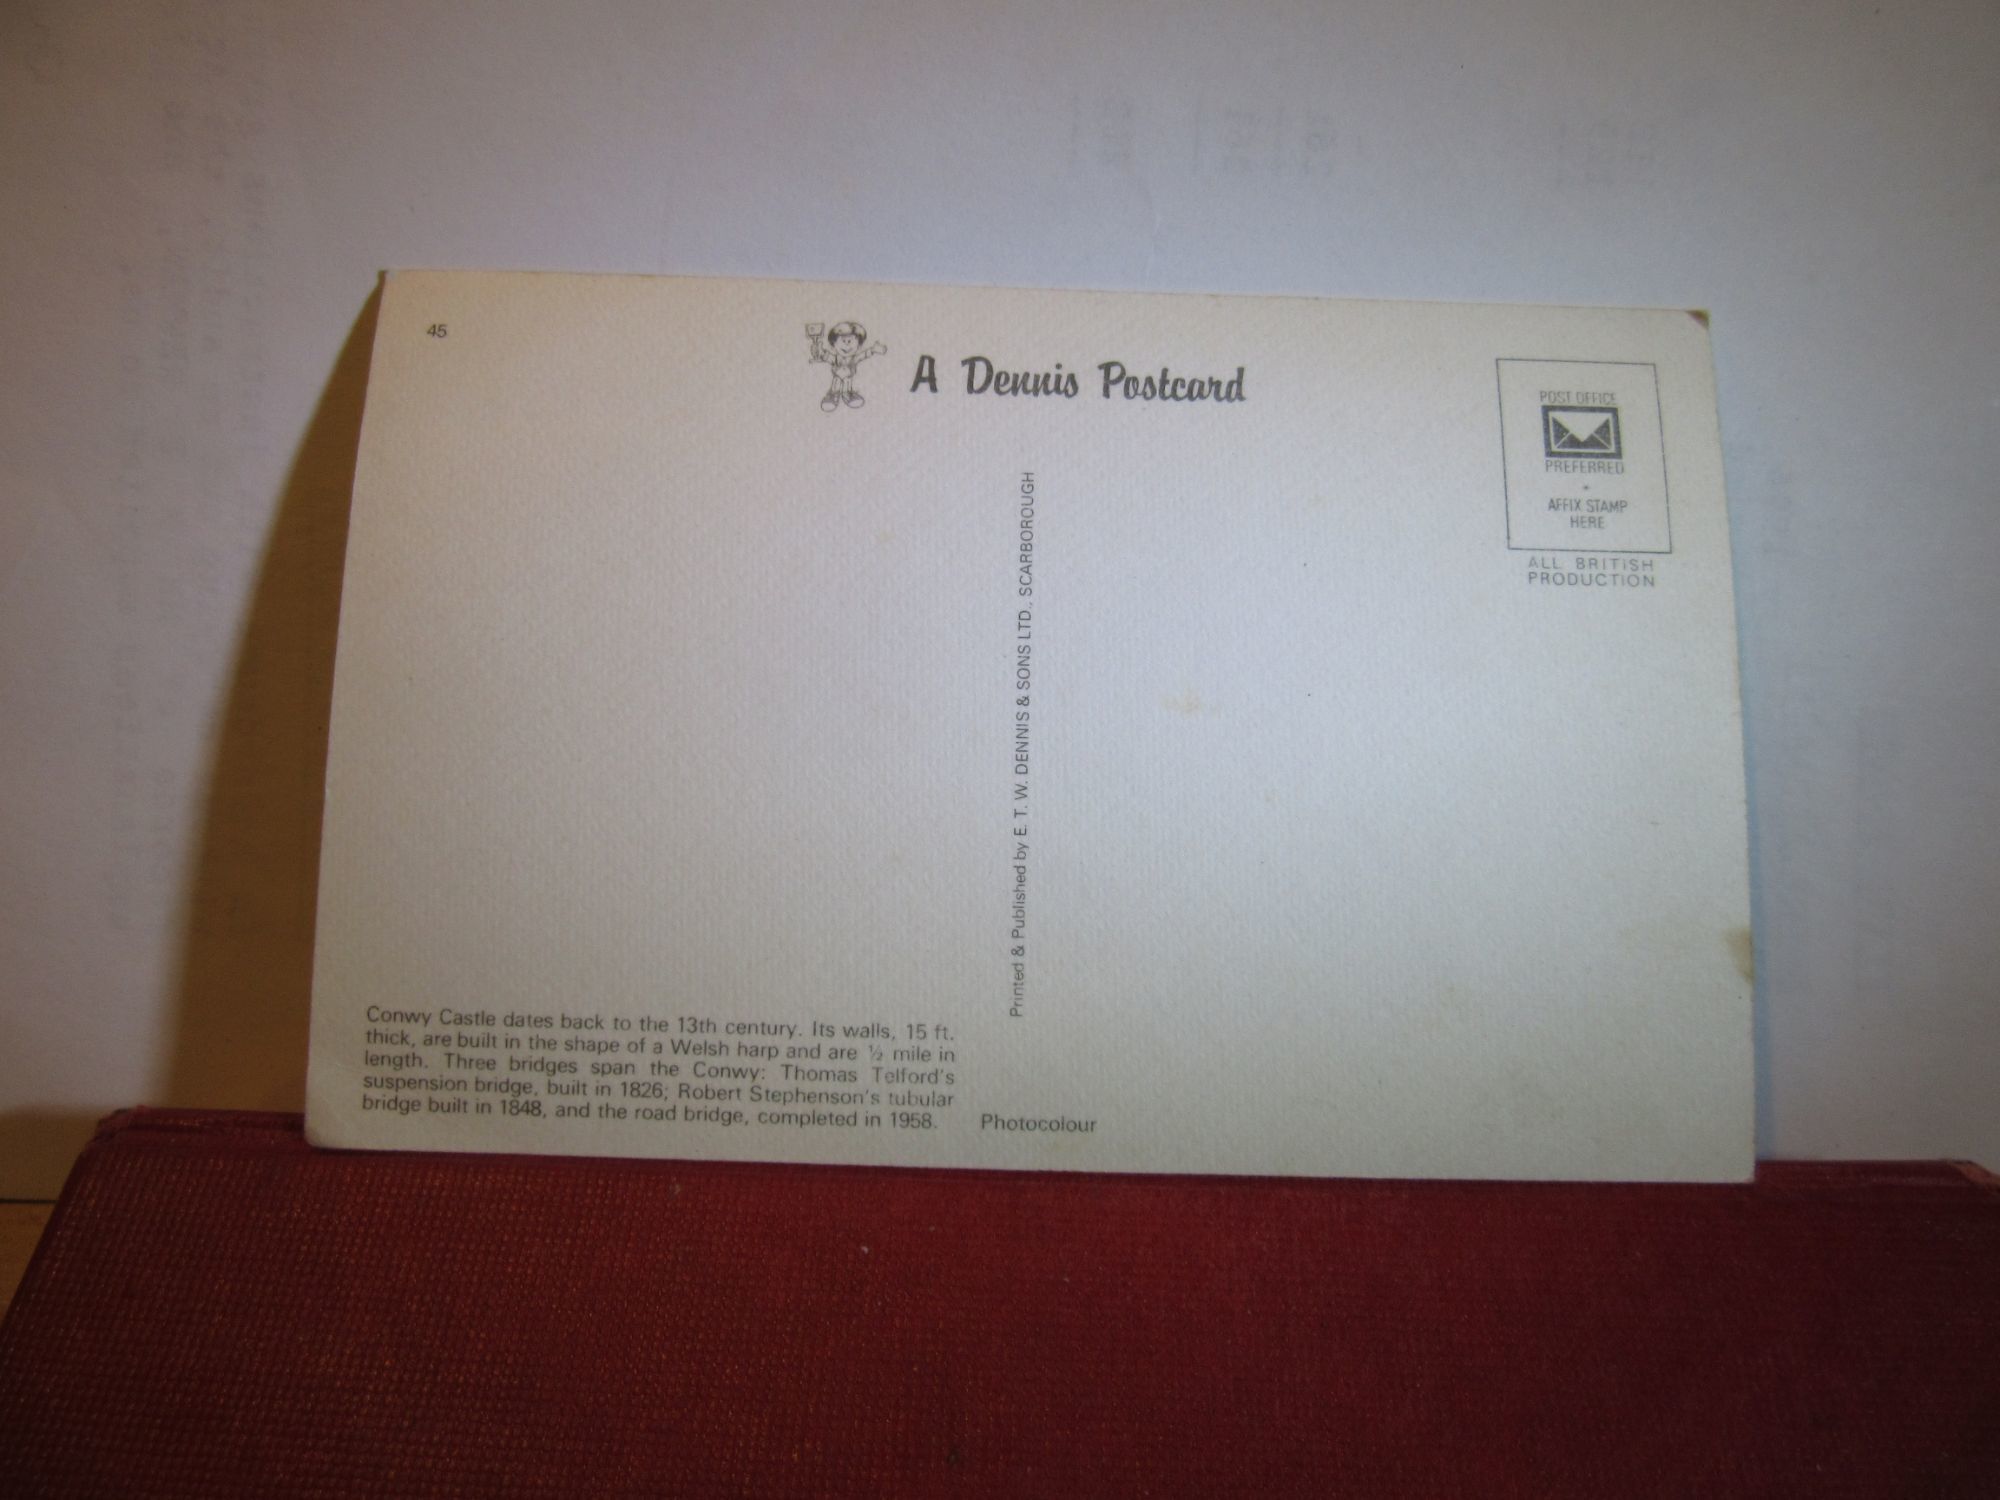 45
A Dennis Postcard
POST OFFICE
PREFERRED
AFFIX STAMP
HERE
ALL BRITISH
PRODUCTION
Printed & Published by E. T. W. DENNIS & SONS LTD., SCARBOROUGH
Conwy Castle dates back to the 13th century. Its walls, 15 ft.
thick, are built in the shape of a Welsh harp and are ½ mile in
length. Three bridges span the Conwy: Thomas Telford's
suspension bridge, built in 1826; Robert Stephenson's tubular
bridge built in 1848, and the road bridge, completed in 1958.
Photocolour